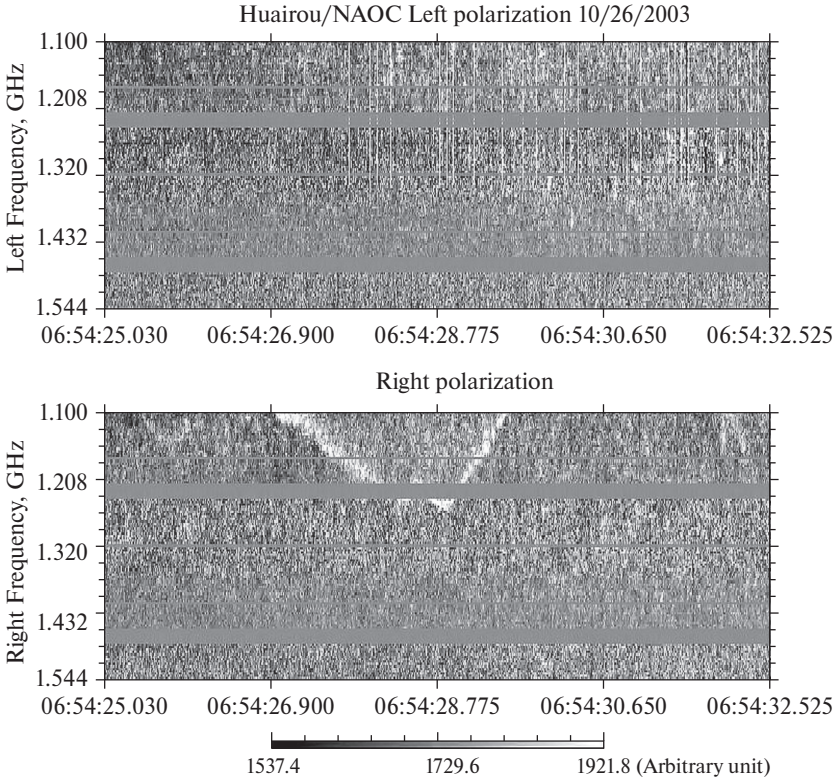 Huairou/NAOC Left polarization 10/26/2003
Left Frequency, GHz
1.100
1.208
1.320
1.432
1.544
06:54:25.030 06:54:26.900 06:54:28.775 06:54:30.650 06:54:32.525
Right polarization
Right Frequency, GHz
1.100
1.208
1.320
1.432
1.544
06:54:25.030 06:54:26.900 06:54:28.775 06:54:30.650 06:54:32.525
1537.4 1729.6 1921.8 (Arbitrary unit)